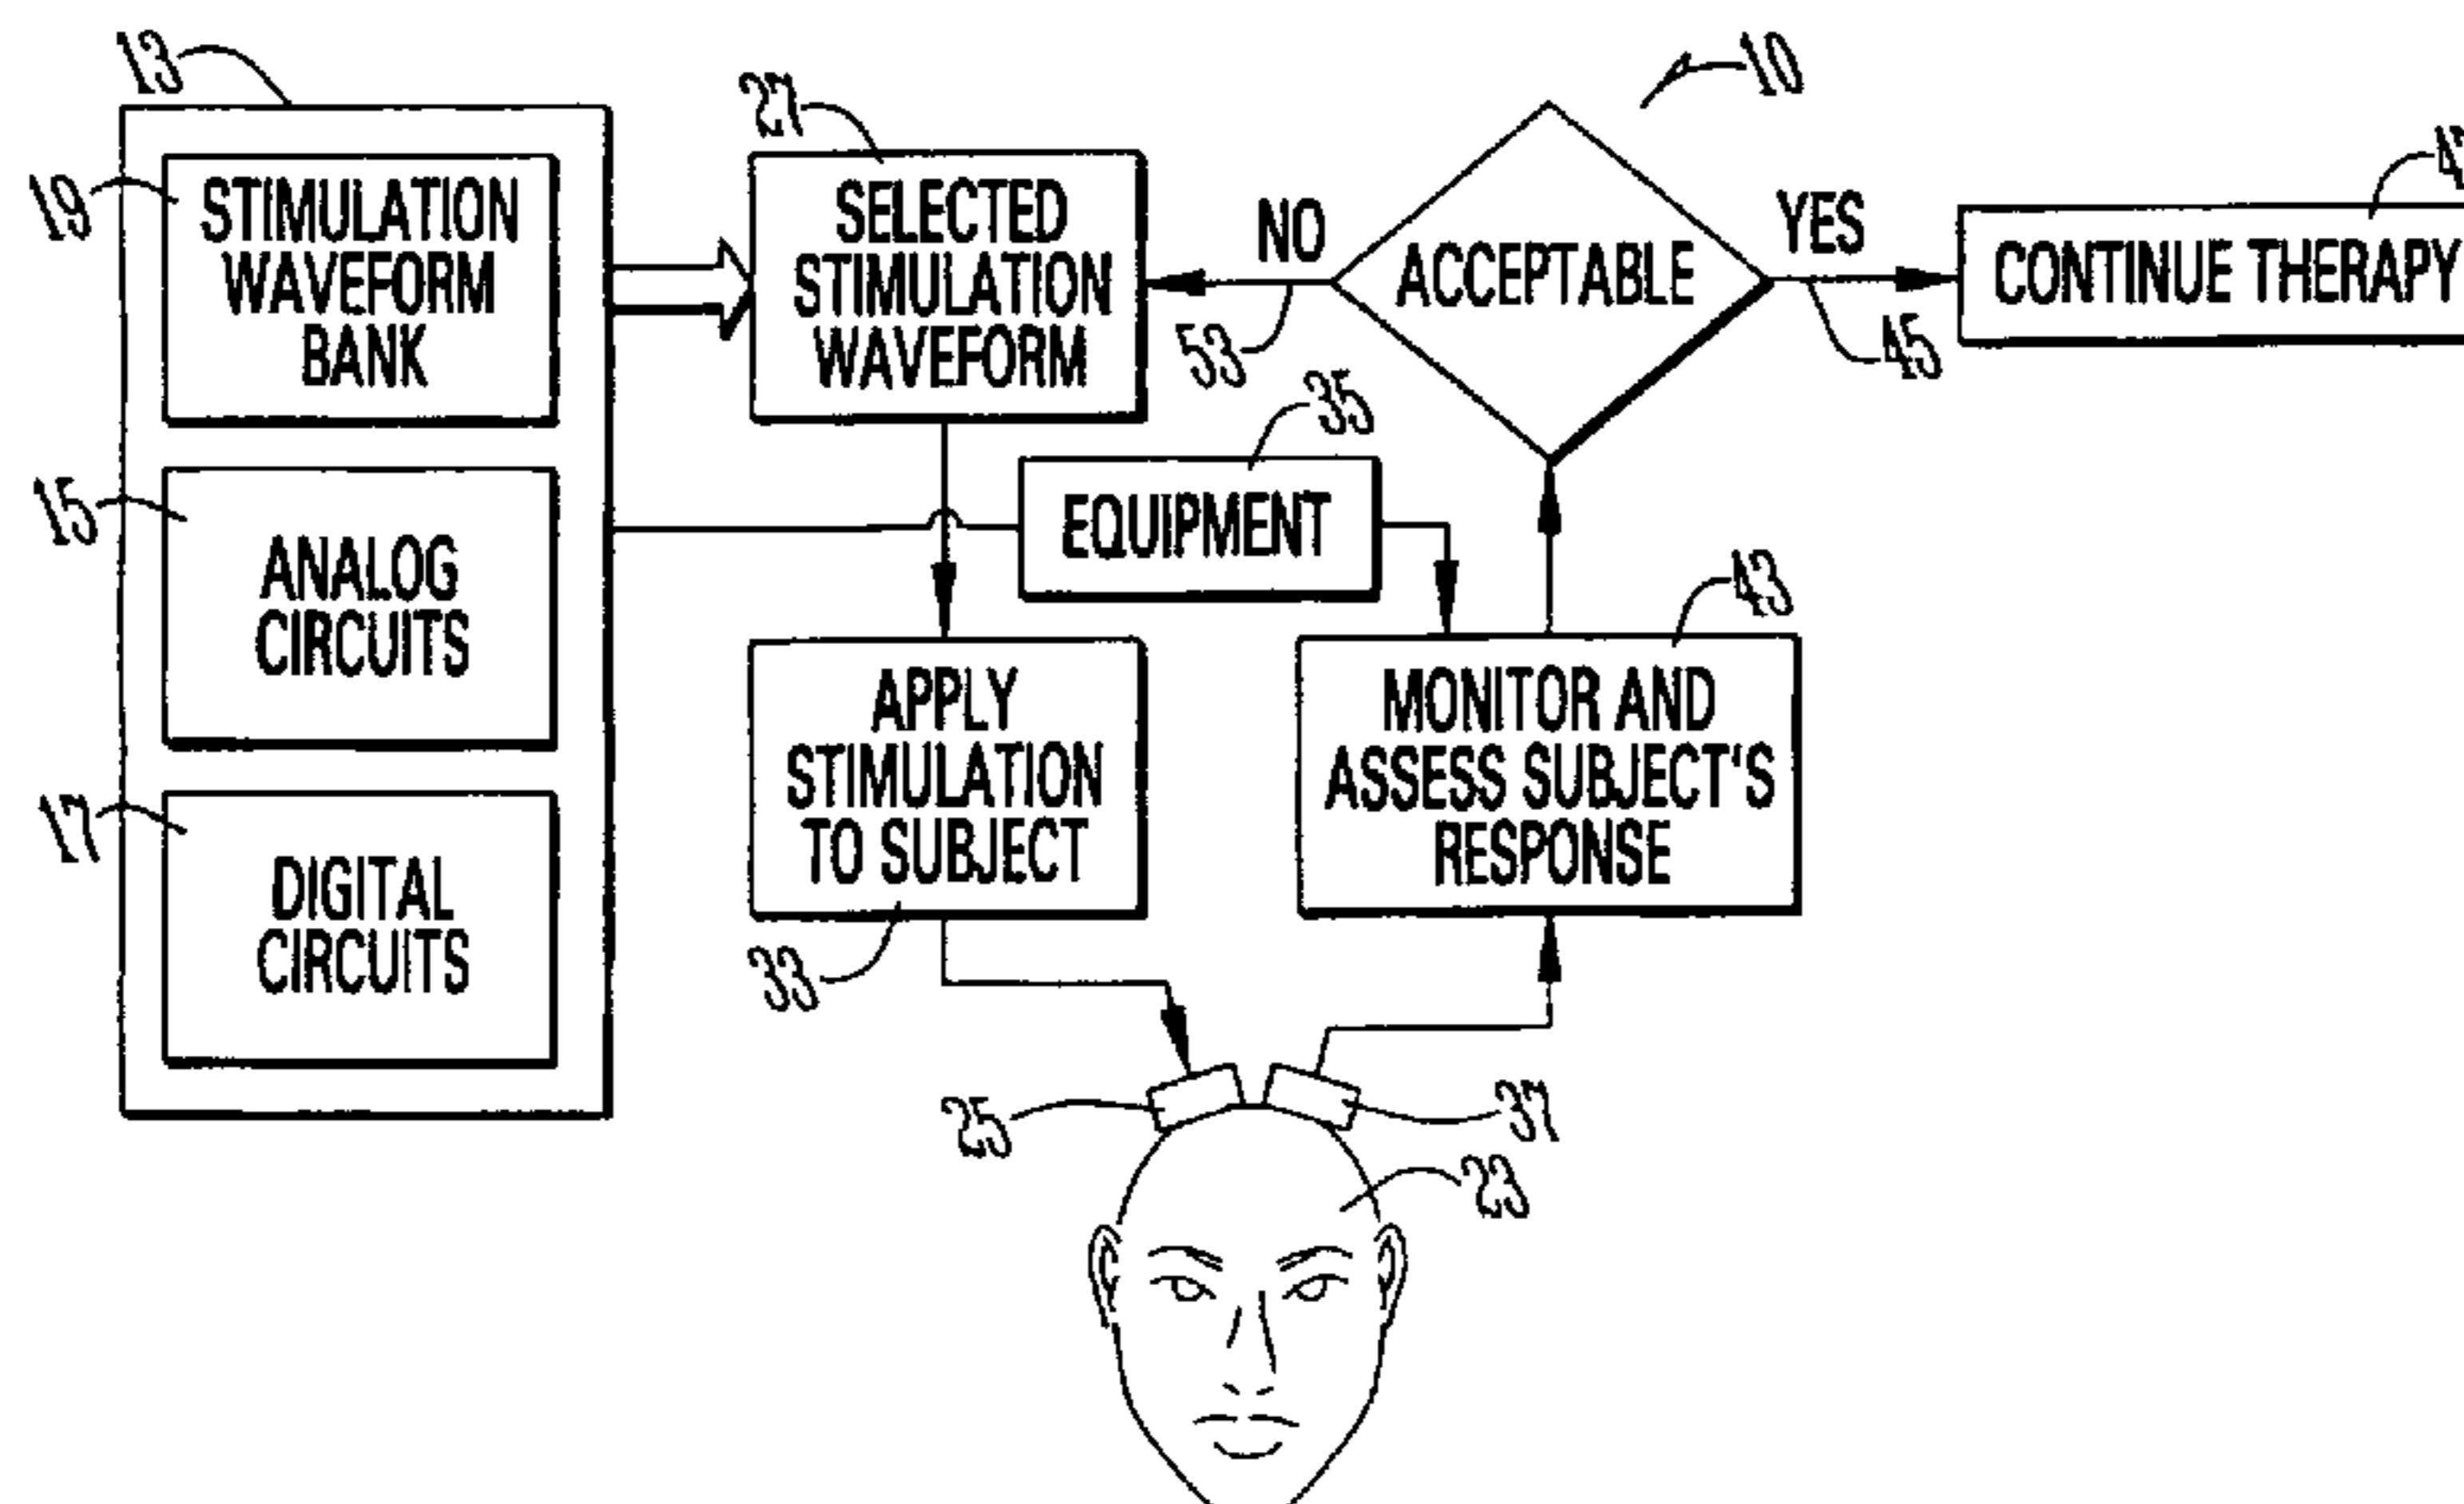 13
19
STIMULATION
WAVEFORM
BANK
15
ANALOG
CIRCUITS
17
DIGITAL
CIRCUITS
27
SELECTED
STIMULATION
WAVEFORM
NO
53
ACCEPTABLE
10
YES
45
CONTINUE THERAPY
35
EQUIPMENT
APPLY
STIMULATION
TO SUBJECT
33
43
MONITOR AND
ASSESS SUBJECT'S
RESPONSE
25
37
23